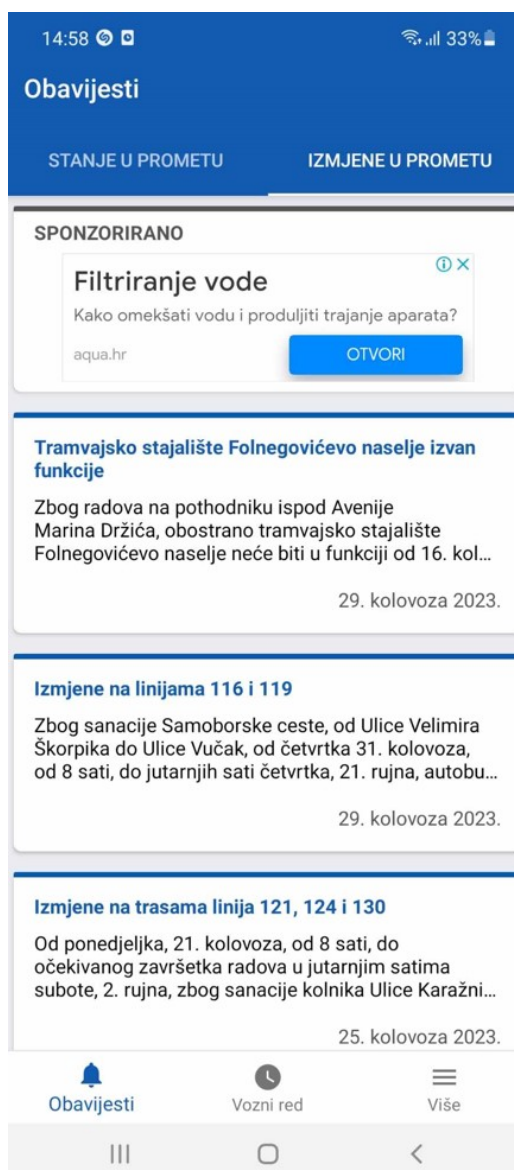 14:58
33%
Obavijesti
STANJE U PROMETU
IZMJENE U PROMETU
SPONZORIRANO
Filtriranje vode
Kako omekšati vodu i produljiti trajanje aparata?
aqua.hr
OTVORI
Tramvajsko stajalište Folnegovićevo naselje izvan
funkcije
Zbog radova na pothodniku ispod Avenije
Marina Držića, obostrano tramvajsko stajalište
Folnegovićevo naselje neće biti u funkciji od 16. kol...
29. kolovoza 2023.
Izmjene na linijama 116 i 119
Zbog sanacije Samoborske ceste, od Ulice Velimira
Škorpika do Ulice Vučak, od četvrtka 31. kolovoza,
od 8 sati, do jutarnjih sati četvrtka, 21. rujna, autobu...
29. kolovoza 2023.
Izmjene na trasama linija 121, 124 i 130
Od ponedjeljka, 21. kolovoza, od 8 sati, do
očekivanog završetka radova u jutarnjim satima
subote, 2. rujna, zbog sanacije kolnika Ulice Karažni...
25. kolovoza 2023.
Obavijesti
Vozni red
Više